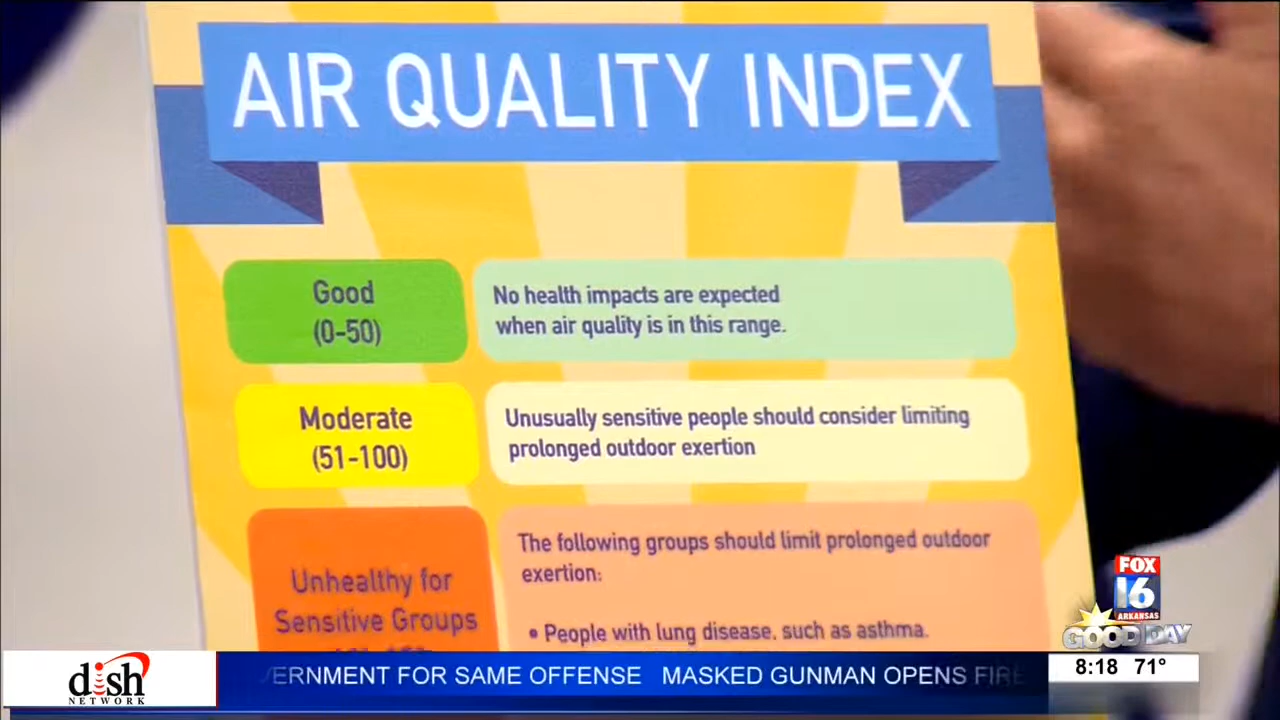 AIR QUALITY INDEX
Good
(0-50)
No health impacts are expected
when air quality is in this range.
Moderate
(51-100)
Unusually sensitive people should consider limiting
prolonged outdoor exertion
Unhealthy for
Sensitive Groups
The following groups should limit prolonged outdoor
exertion:
• People with lung disease, such as asthma.
FOX
16
ARKANSAS
GOOD DAY
dish
NETWORK
ERNMENT FOR SAME OFFENSE MASKED GUNMAN OPENS FIRE
8:18 71°